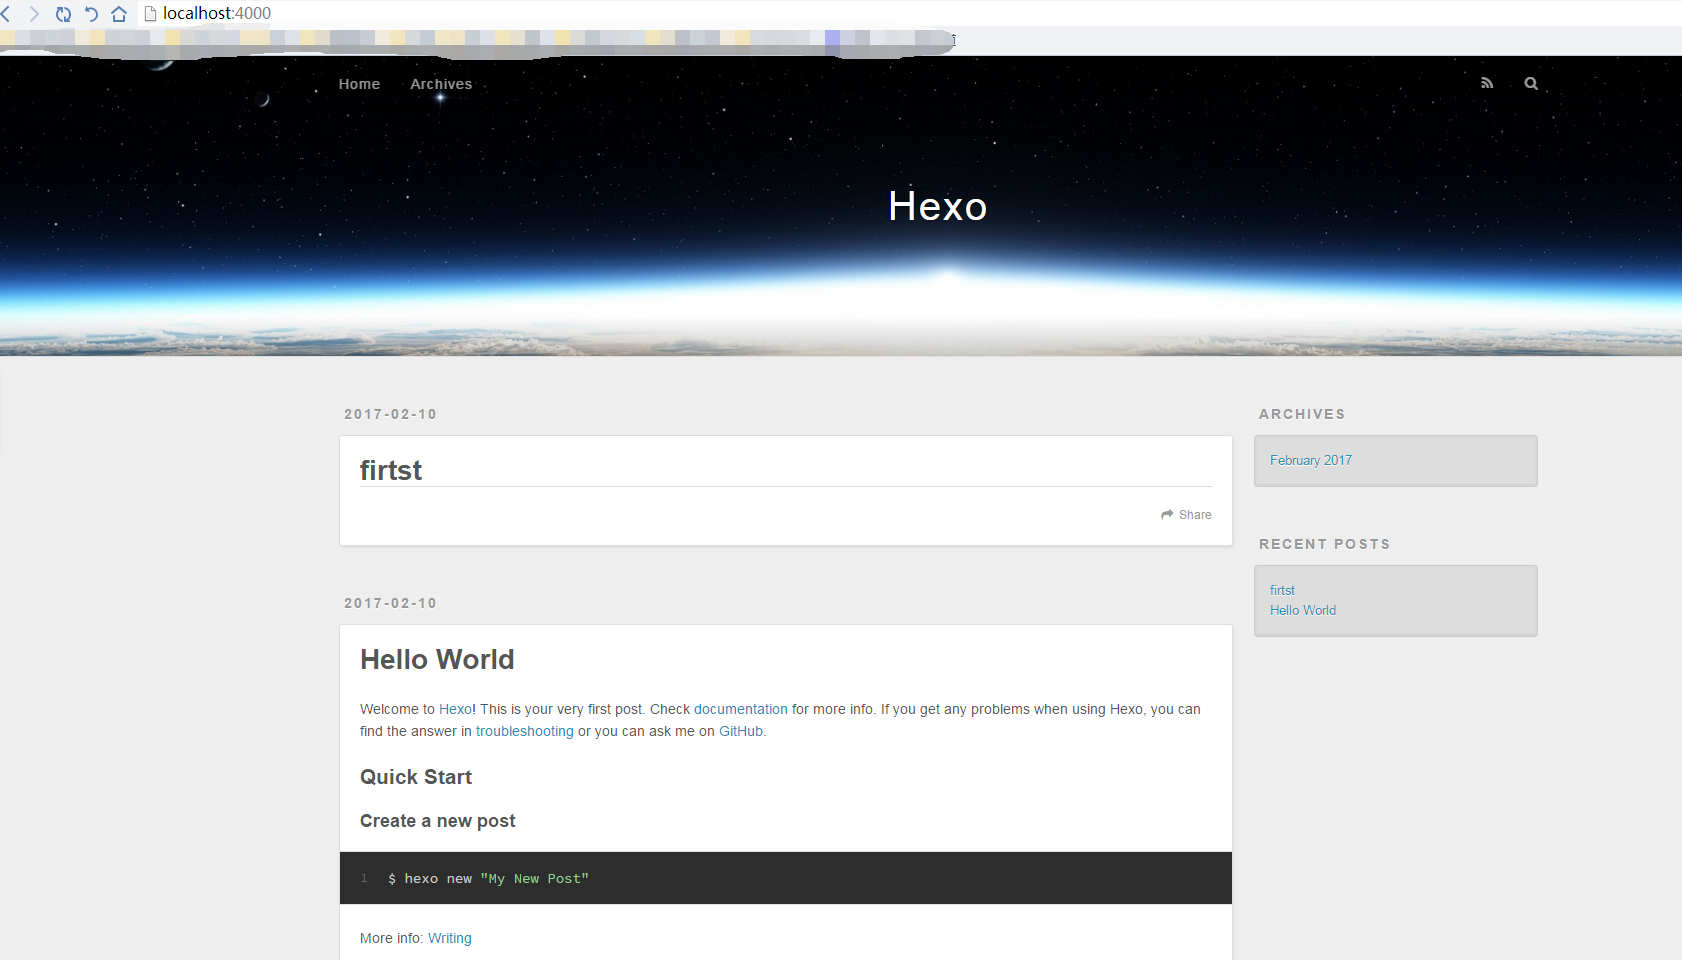 localhost:4000
Home Archives
Hexo
2017-02-10
firtst
Share
2017-02-10
Hello World
Welcome to Hexo! This is your very first post. Check documentation for more info. If you get any problems when using Hexo, you can
find the answer in troubleshooting or you can ask me on GitHub.
Quick Start
Create a new post
1 $ hexo new "My New Post"
More info: Writing
ARCHIVES
February 2017
RECENT POSTS
firtst
Hello World